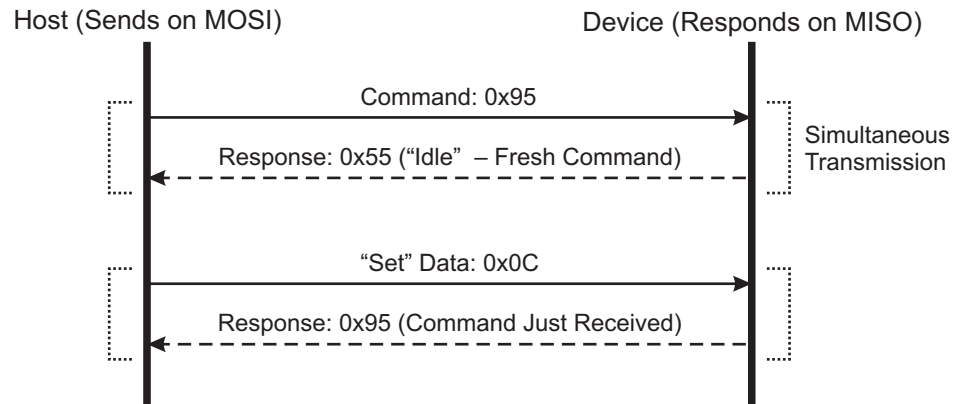 Host (Sends on MOSI)
Device (Responds on MISO)
Command: 0x95
Response: 0x55 (“Idle” – Fresh Command)
Simultaneous
Transmission
“Set” Data: 0x0C
Response: 0x95 (Command Just Received)